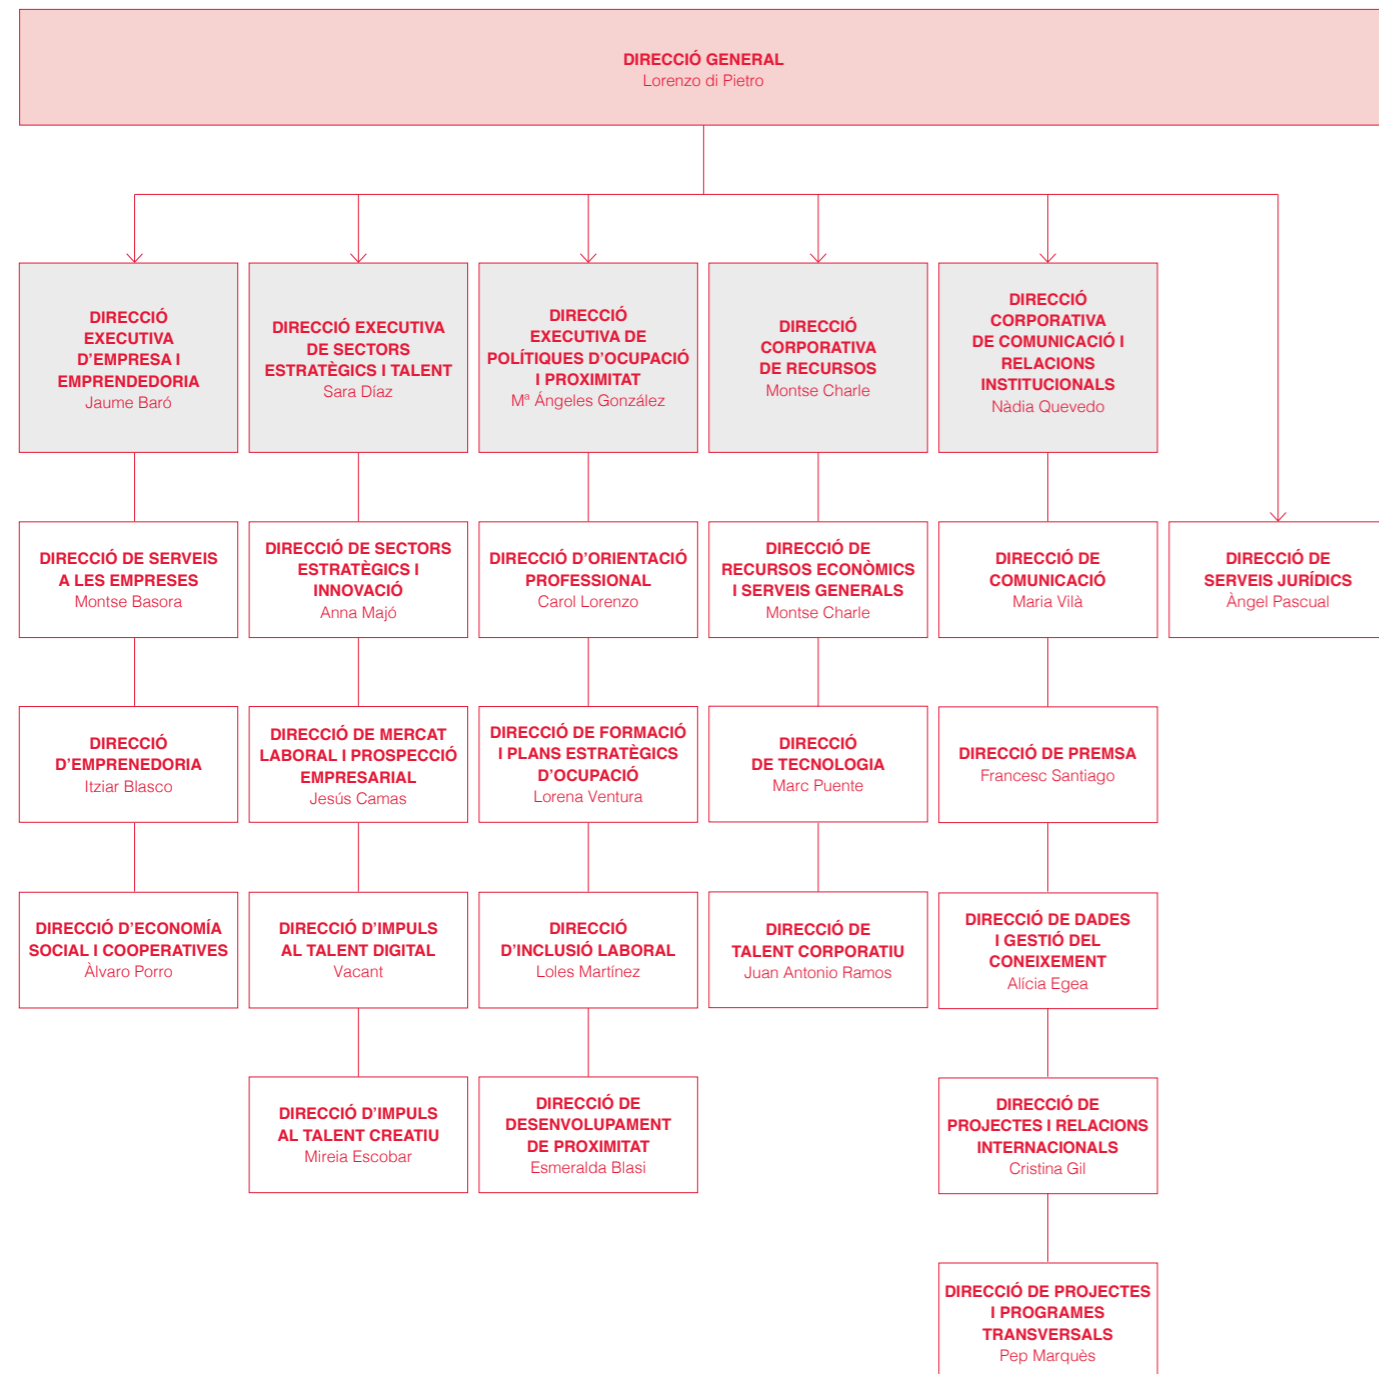 DIRECCIÓ GENERAL
Lorenzo di Pietro
DIRECCIÓ
EXECUTIVA
D’EMPRESA I
EMPRENDEDORIA
Jaume Baró
DIRECCIÓ EXECUTIVA
DE SECTORS
ESTRATÈGICS I TALENT
Sara Díaz
DIRECCIÓ
EXECUTIVA DE
POLÍTIQUES D’OCUPACIÓ
I PROXIMITAT
Mª Ángeles González
DIRECCIÓ
CORPORATIVA
DE RECURSOS
Montse Charle
DIRECCIÓ
CORPORATIVA
DE COMUNICACIÓ I
RELACIONS
INSTITUCIONALS
Nàdia Quevedo
DIRECCIÓ DE SERVEIS
A LES EMPRESES
Montse Basora
DIRECCIÓ DE SECTORS
ESTRATÈGICS I
INNOVACIÓ
Anna Majó
DIRECCIÓ D’ORIENTACIÓ
PROFESSIONAL
Carol Lorenzo
DIRECCIÓ DE
RECURSOS ECONÒMICS
I SERVEIS GENERALS
Montse Charle
DIRECCIÓ DE
COMUNICACIÓ
Maria Vilà
DIRECCIÓ DE
SERVEIS JURÍDICS
Àngel Pascual
DIRECCIÓ
D’EMPRENEDORIA
Itziar Blasco
DIRECCIÓ DE MERCAT
LABORAL I PROSPECCIÓ
EMPRESARIAL
Jesús Camas
DIRECCIÓ DE FORMACIÓ
I PLANS ESTRATÈGICS
D’OCUPACIÓ
Lorena Ventura
DIRECCIÓ
DE TECNOLOGIA
Marc Puente
DIRECCIÓ DE PREMSA
Francesc Santiago
DIRECCIÓ D’ECONOMÍA
SOCIAL I COOPERATIVES
Àlvaro Porro
DIRECCIÓ D’IMPULS
AL TALENT DIGITAL
Vacant
DIRECCIÓ
D’INCLUSIÓ LABORAL
Loles Martínez
DIRECCIÓ DE
TALENT CORPORATIU
Juan Antonio Ramos
DIRECCIÓ DE DADES
I GESTIÓ DEL
CONEIXEMENT
Alícia Egea
DIRECCIÓ D’IMPULS
AL TALENT CREATIU
Mireia Escobar
DIRECCIÓ DE
DESENVOLUPAMENT
DE PROXIMITAT
Esmeralda Blasi
DIRECCIÓ DE
PROJECTES I RELACIONS
INTERNACIONALS
Cristina Gil
DIRECCIÓ DE PROJECTES
I PROGRAMES
TRANSVERSALS
Pep Marquès